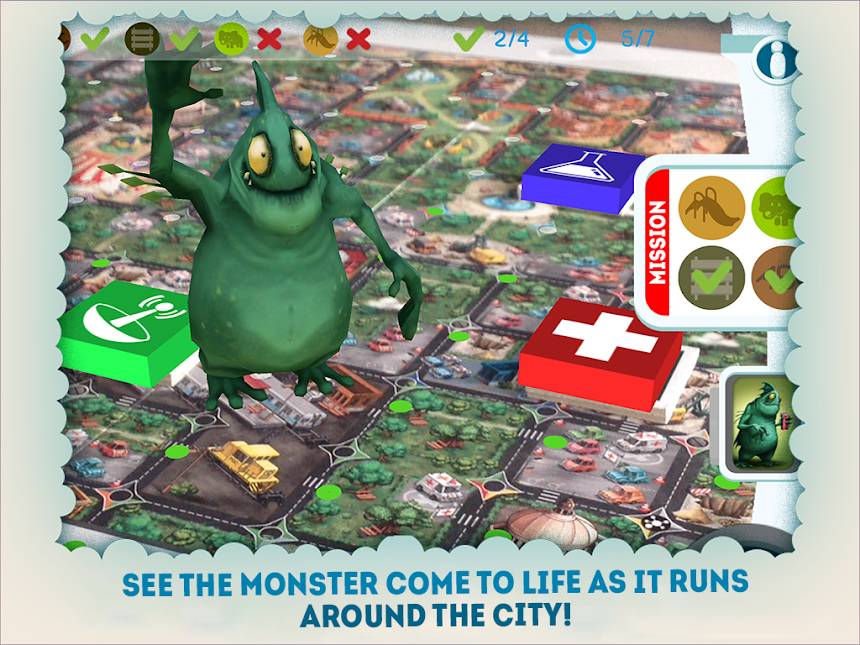 2/4 5/7
MISSION
SEE THE MONSTER COME TO LIFE AS IT RUNS
AROUND THE CITY!